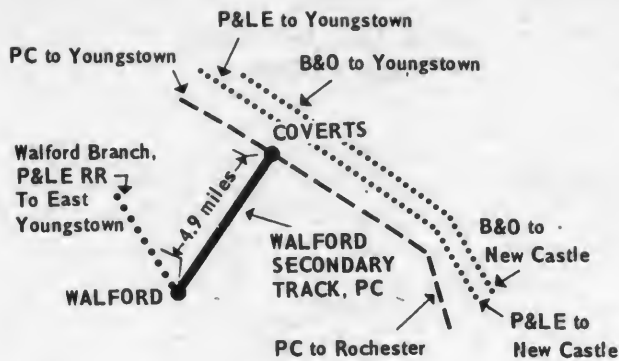 P&LE to Youngstown
PC to Youngstown
B&O to Youngstown
COVERTS
Walford Branch,
P&LE RR
To East
Youngstown
4.9 miles
WALFORD
SECONDARY
TRACK, PC
WALFORD
B&O to
New Castle
P&LE to
New Castle
PC to Rochester